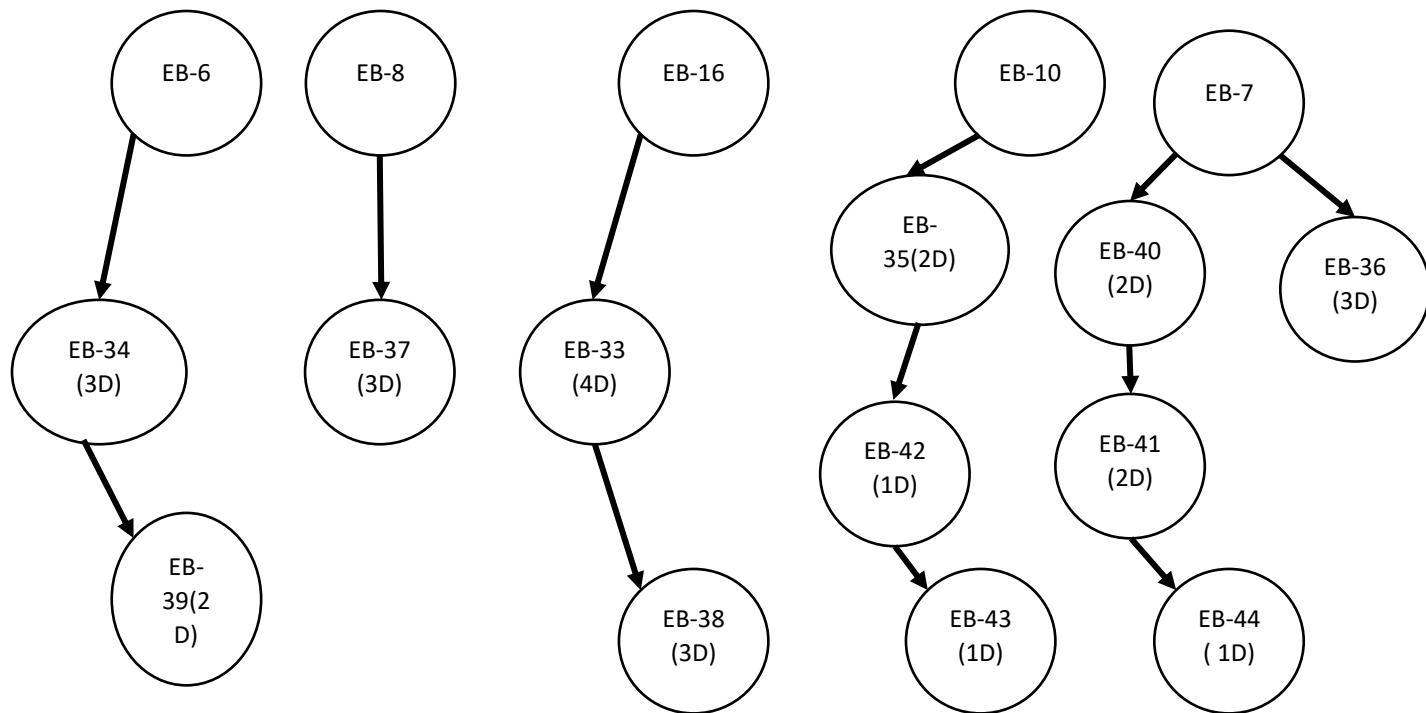 EB-6
EB-8
EB-16
EB-10
EB-7
EB-
35(2D)
EB-40
(2D)
EB-36
(3D)
EB-34
(3D)
EB-37
(3D)
EB-33
(4D)
EB-42
(1D)
EB-41
(2D)
EB-
39(2
D)
EB-38
(3D)
EB-43
(1D)
EB-44
( 1D)